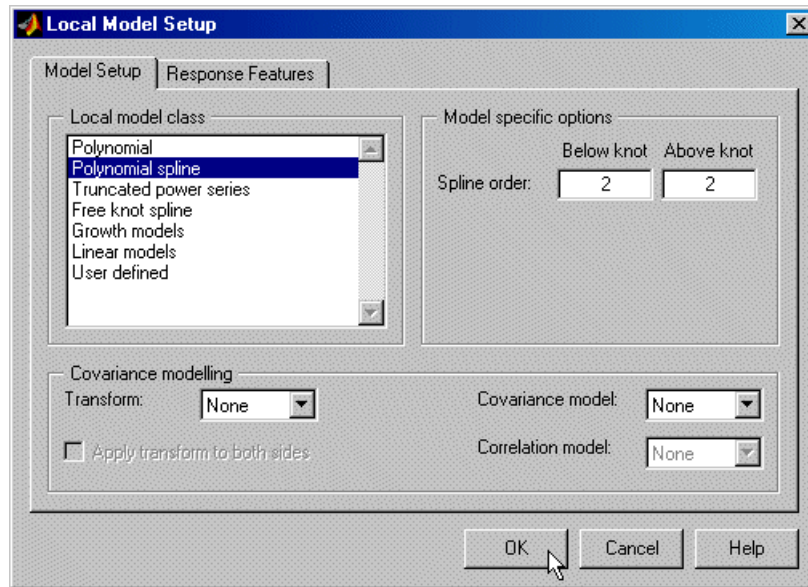 Local Model Setup
Model Setup
Response Features
Local model class
Polynomial
Polynomial spline
Truncated power series
Free knot spline
Growth models
Linear models
User defined
Model specific options
Below knot Above knot
Spline order: 2 2
Covariance modelling
Transform: None
Apply transform to both sides
Covariance model: None
Correlation model: None
OK Cancel Help